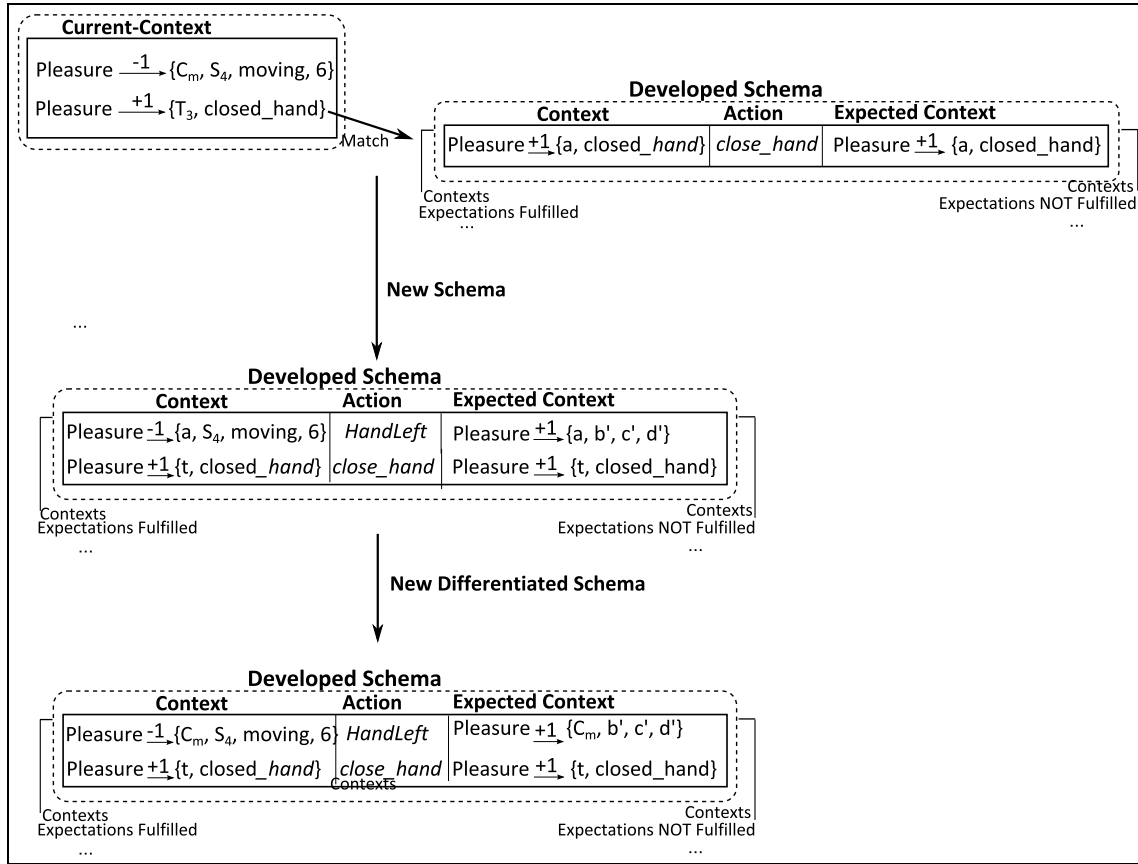 Current-Context
Pleasure -1 {Cm, S4, moving, 6}
Pleasure +1 {T3, closed_hand}
Match
Developed Schema
Context Action Expected Context
Pleasure +1 {a, closed_hand} close_hand Pleasure +1 {a, closed_hand}
Contexts
Expectations Fulfilled
...
Contexts
Expectations NOT Fulfilled
...
New Schema
...
Developed Schema
Context Action Expected Context
Pleasure -1 {a, S4, moving, 6} HandLeft Pleasure +1 {a, b', c', d'}
Pleasure +1 {t, closed_hand} close_hand Pleasure +1 {t, closed_hand}
Contexts
Expectations Fulfilled
...
Contexts
Expectations NOT Fulfilled
...
New Differentiated Schema
Developed Schema
Context Action Expected Context
Pleasure -1 {Cm, S4, moving, 6} HandLeft Pleasure +1 {Cm, b', c', d'}
Pleasure +1 {t, closed_hand} close_hand Pleasure +1 {t, closed_hand}
Contexts
Contexts
Expectations Fulfilled
...
Contexts
Expectations NOT Fulfilled
...